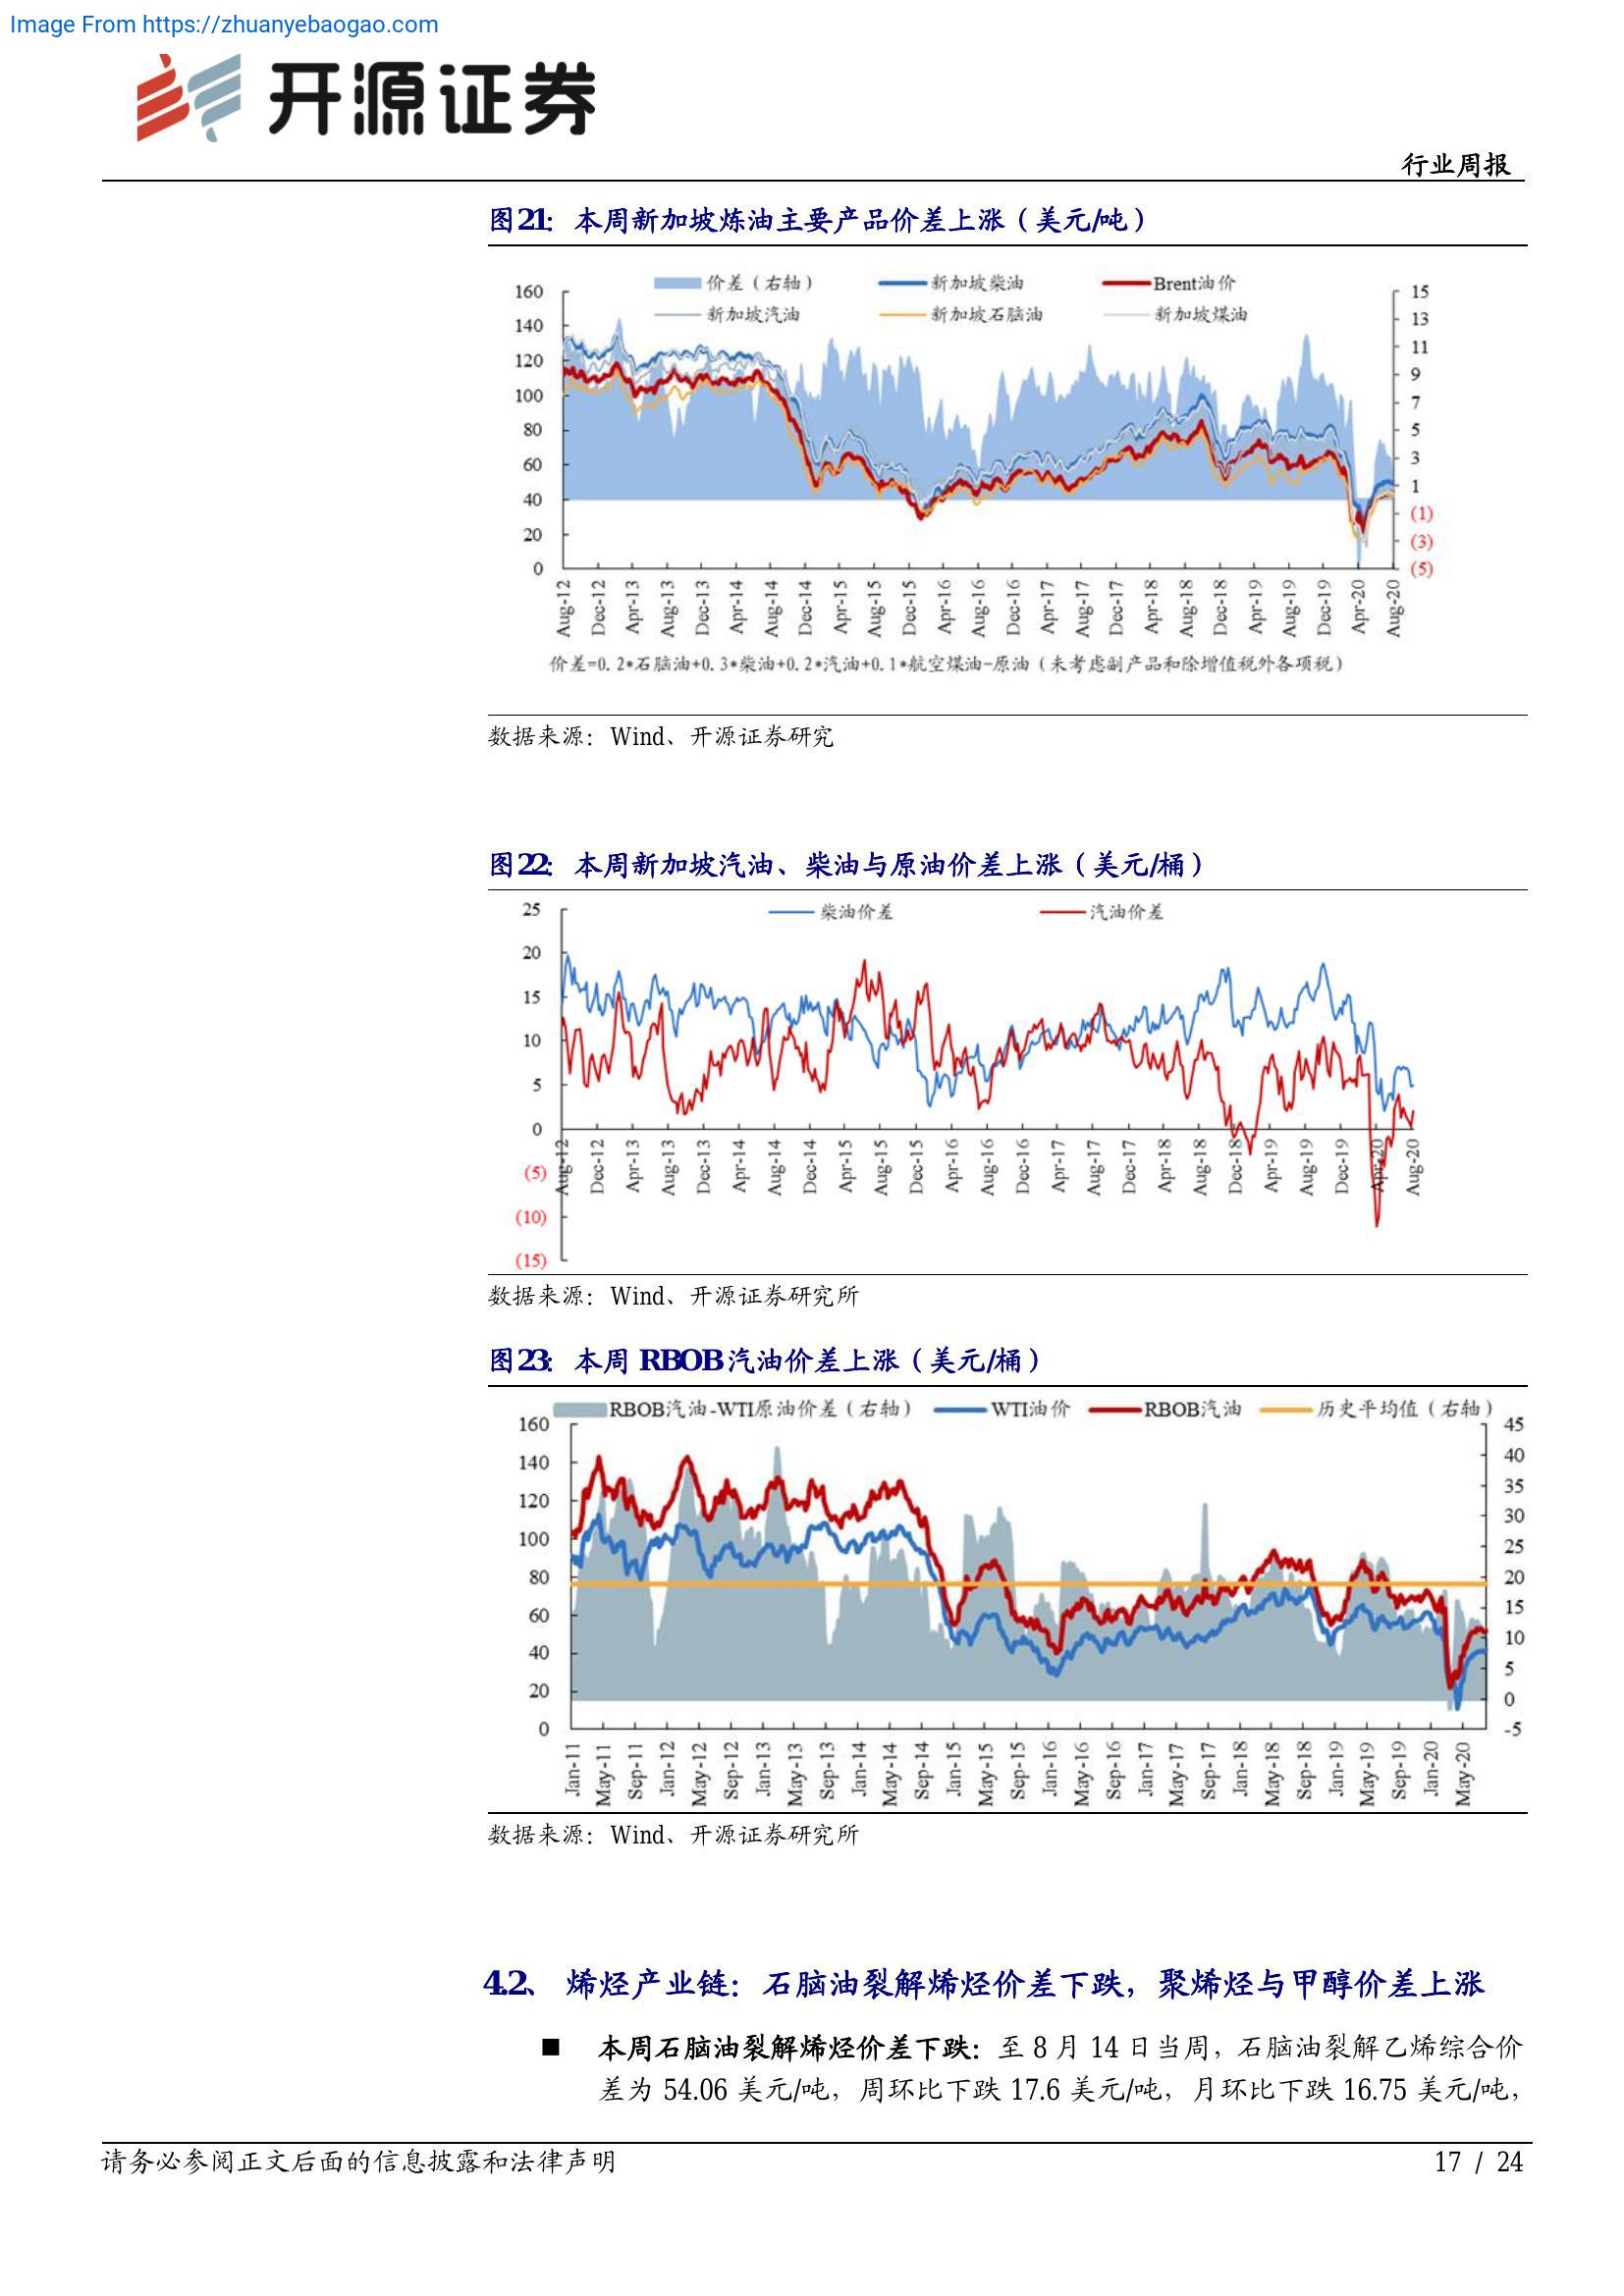 Image From https://zhuanyebaogao.com
开源证券
行业周报
图21: 本周新加坡炼油主要产品价差上涨（美元/吨）
价差（右轴） 新加坡柴油 Brent油价
新加坡汽油 新加坡石脑油 新加坡煤油
160 140 120 100 80 60 40 20 0
15 13 11 9 7 5 3 1 (1) (3) (5)
Aug-12 Dec-12 Apr-13 Aug-13 Dec-13 Apr-14 Aug-14 Dec-14 Apr-15 Aug-15 Dec-15 Apr-16 Aug-16 Dec-16 Apr-17 Aug-17 Dec-17 Apr-18 Aug-18 Dec-18 Apr-19 Aug-19 Dec-19 Apr-20 Aug-20
价差=0.2*石脑油+0.3*柴油+0.2*汽油+0.1*航空煤油-原油（未考虑副产品和除增值税外各项税）
数据来源：Wind、开源证券研究
图22: 本周新加坡汽油、柴油与原油价差上涨（美元/桶）
柴油价差 汽油价差
25 20 15 10 5 0 (5) (10) (15)
Aug-12 Dec-12 Apr-13 Aug-13 Dec-13 Apr-14 Aug-14 Dec-14 Apr-15 Aug-15 Dec-15 Apr-16 Aug-16 Dec-16 Apr-17 Aug-17 Dec-17 Apr-18 Aug-18 Dec-18 Apr-19 Aug-19 Dec-19 Apr-20 Aug-20
数据来源：Wind、开源证券研究所
图23: 本周 RBOB 汽油价差上涨（美元/桶）
RBOB汽油-WTI原油价差（右轴） WTI油价 RBOB汽油 历史平均值（右轴）
160 140 120 100 80 60 40 20 0
45 40 35 30 25 20 15 10 5 0 -5
Jan-11 May-11 Sep-11 Jan-12 May-12 Sep-12 Jan-13 May-13 Sep-13 Jan-14 May-14 Sep-14 Jan-15 May-15 Sep-15 Jan-16 May-16 Sep-16 Jan-17 May-17 Sep-17 Jan-18 May-18 Sep-18 Jan-19 May-19 Sep-19 Jan-20 May-20
数据来源：Wind、开源证券研究所
4.2、 烯烃产业链：石脑油裂解烯烃价差下跌，聚烯烃与甲醇价差上涨
■ 本周石脑油裂解烯烃价差下跌：至 8 月 14 日当周，石脑油裂解乙烯综合价
差为 54.06 美元/吨，周环比下跌 17.6 美元/吨，月环比下跌 16.75 美元/吨，
请务必参阅正文后面的信息披露和法律声明
17 / 24